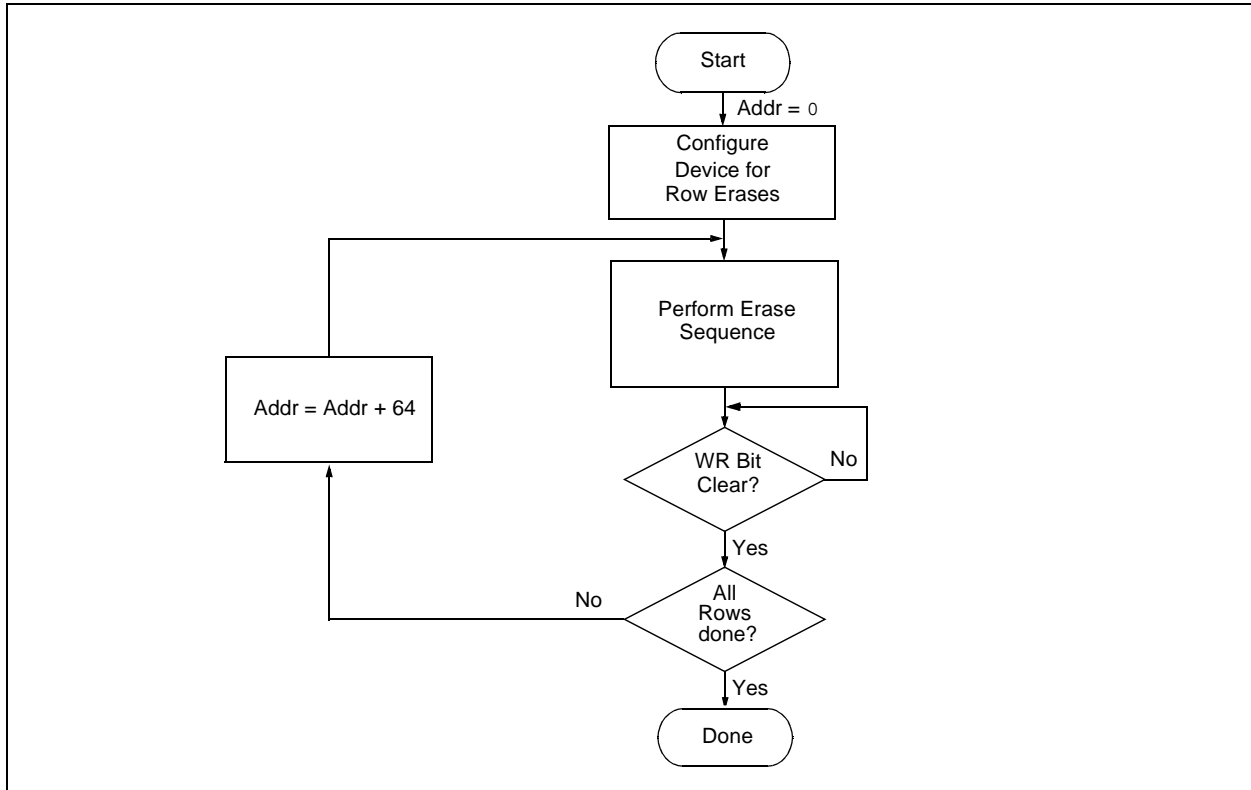 Start
Addr = 0
Configure
Device for
Row Erases
Perform Erase
Sequence
Addr = Addr + 64
WR Bit
Clear?
No
Yes
All
Rows
done?
No
Yes
Done